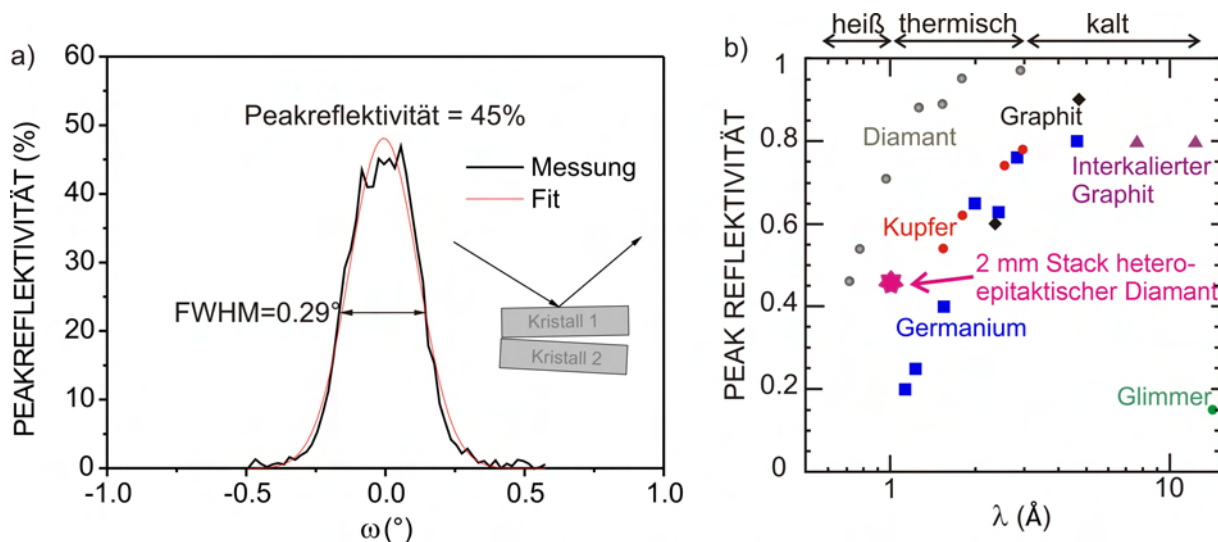 a)
60
50
40
30
20
10
0
PEAKREFLEKTIVITÄT (%)
Peakreflektivität = 45%
Messung
Fit
FWHM=0.29°
Kristall 1
Kristall 2
-1.0
-0.5
0.0
0.5
1.0
ω(°)
b)
heiß
thermisch
kalt
1
0.8
0.6
0.4
0.2
0
PEAK REFLEKTIVITÄT
Diamant
Graphit
Interkalierter
Graphit
Kupfer
2 mm Stack hetero-
epitaktischer Diamant
Germanium
Glimmer
1
10
λ (Å)